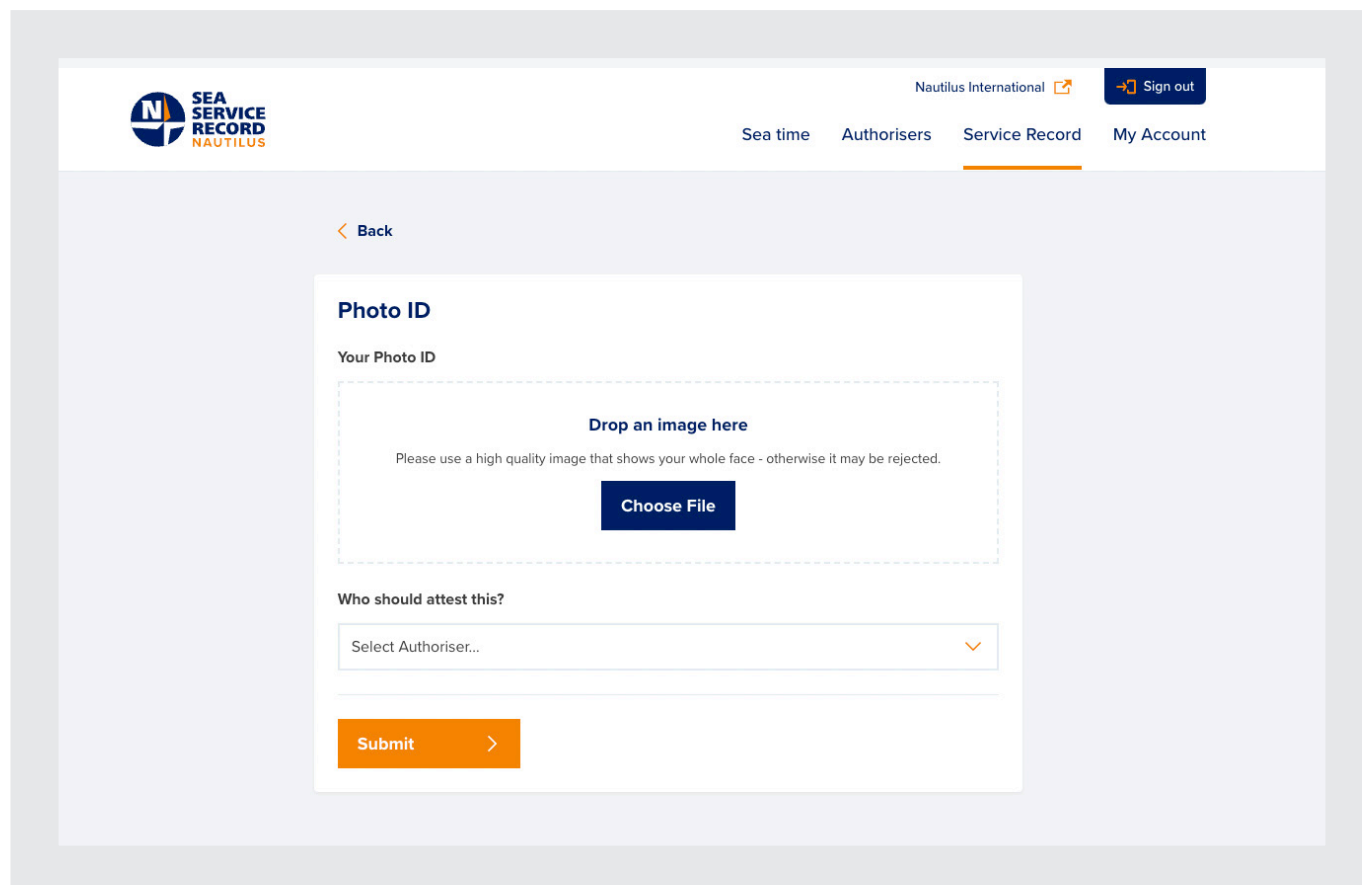 N
SEA
SERVICE
RECORD
NAUTILUS
Nautilus International
Sign out
Sea time
Authorisers
Service Record
My Account
Back
Photo ID
Your Photo ID
Drop an image here
Please use a high quality image that shows your whole face - otherwise it may be rejected.
Choose File
Who should attest this?
Select Authoriser...
Submit